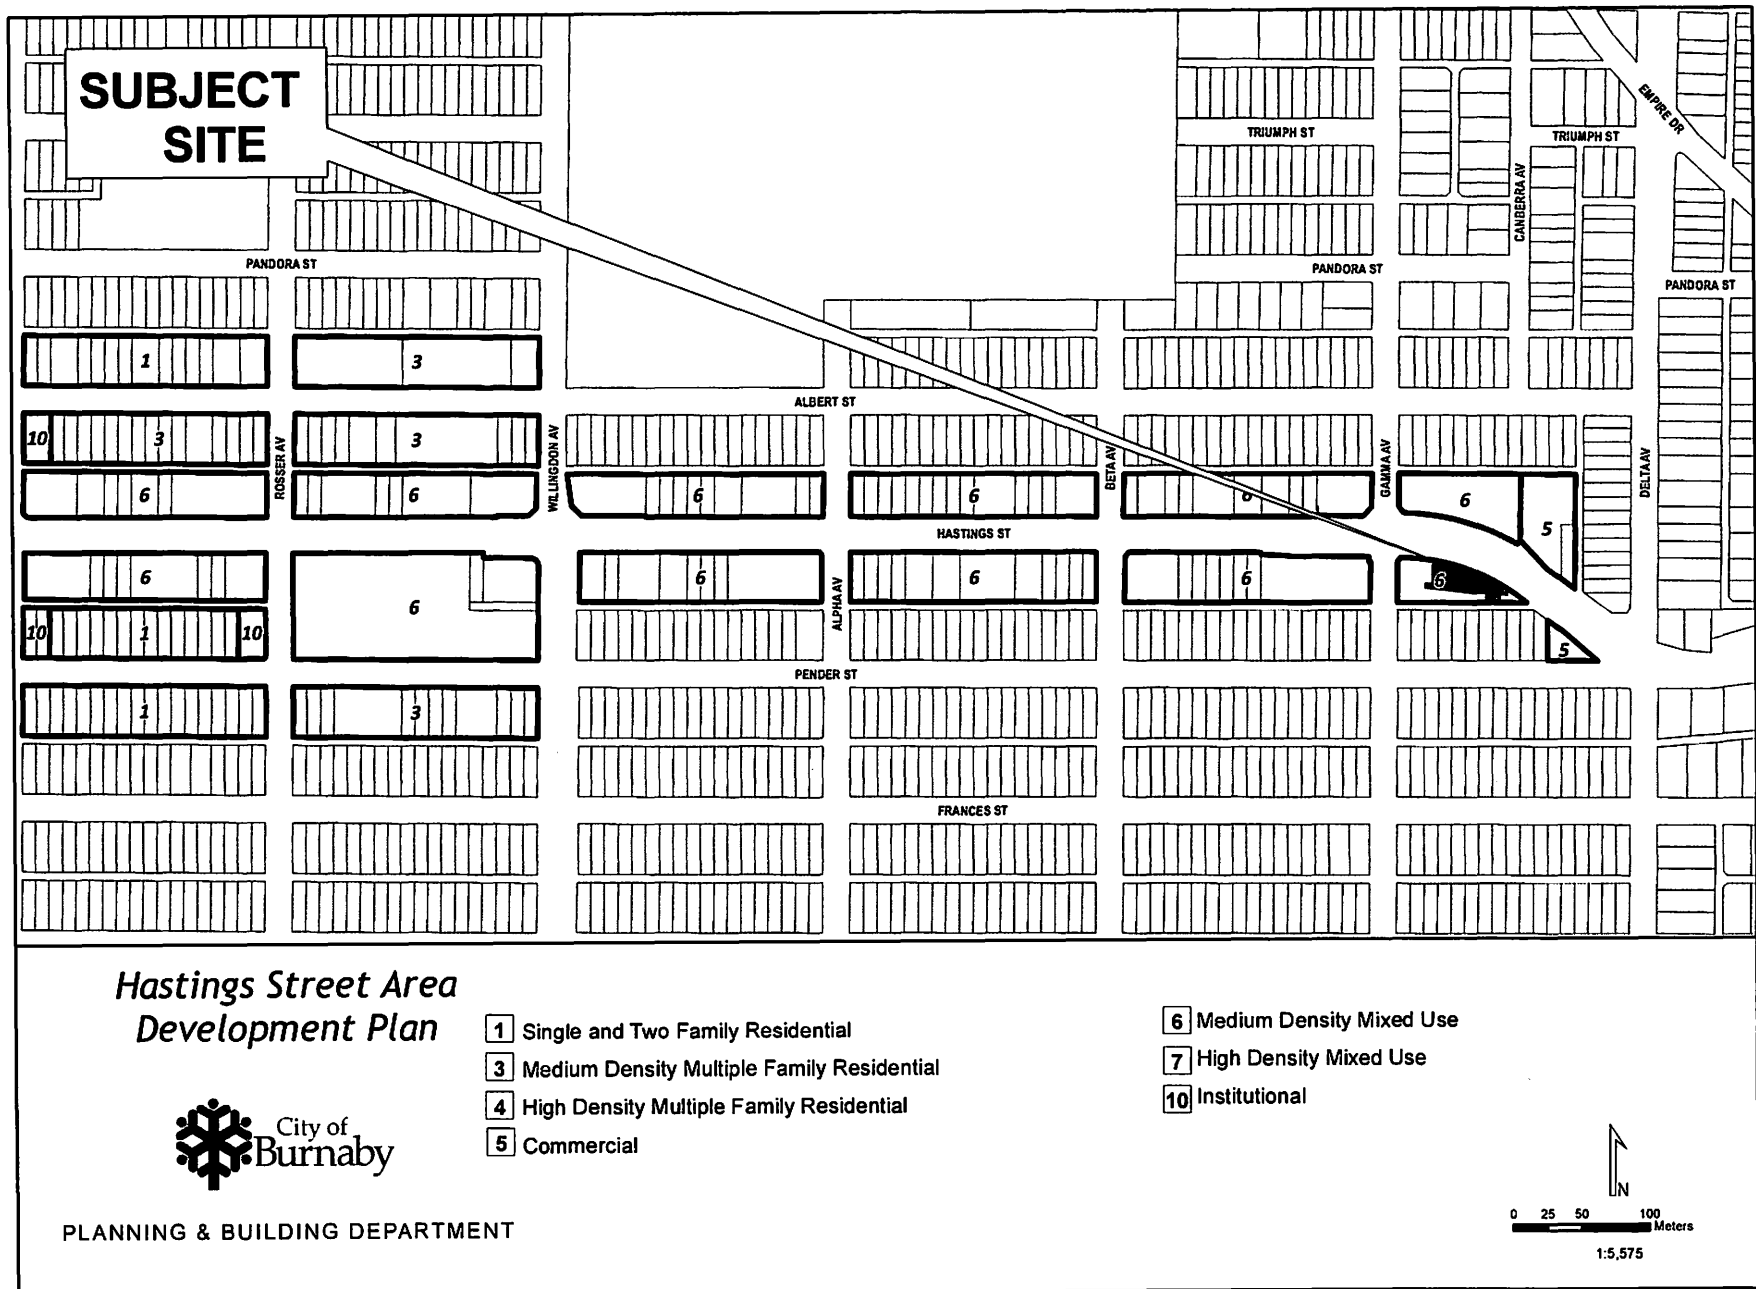 SUBJECT
SITE
EMPIRE DR
TRIUMPH ST
TRIUMPH ST
CANBERRA AV
PANDORA ST
PANDORA ST
PANDORA ST
1
3
ALBERT ST
10
3
ROSSER AV
3
WILLINGDON AV
BETA AV
GAMMA AV
DELTA AV
6
6
6
6
6
6
5
HASTINGS ST
6
6
6
ALPHA AV
6
6
6
10
1
10
5
PENDER ST
1
3
FRANCES ST
Hastings Street Area
Development Plan
1 Single and Two Family Residential
3 Medium Density Multiple Family Residential
4 High Density Multiple Family Residential
5 Commercial
6 Medium Density Mixed Use
7 High Density Mixed Use
10 Institutional
City of
Burnaby
PLANNING & BUILDING DEPARTMENT
N
0 25 50 100
Meters
1:5,575